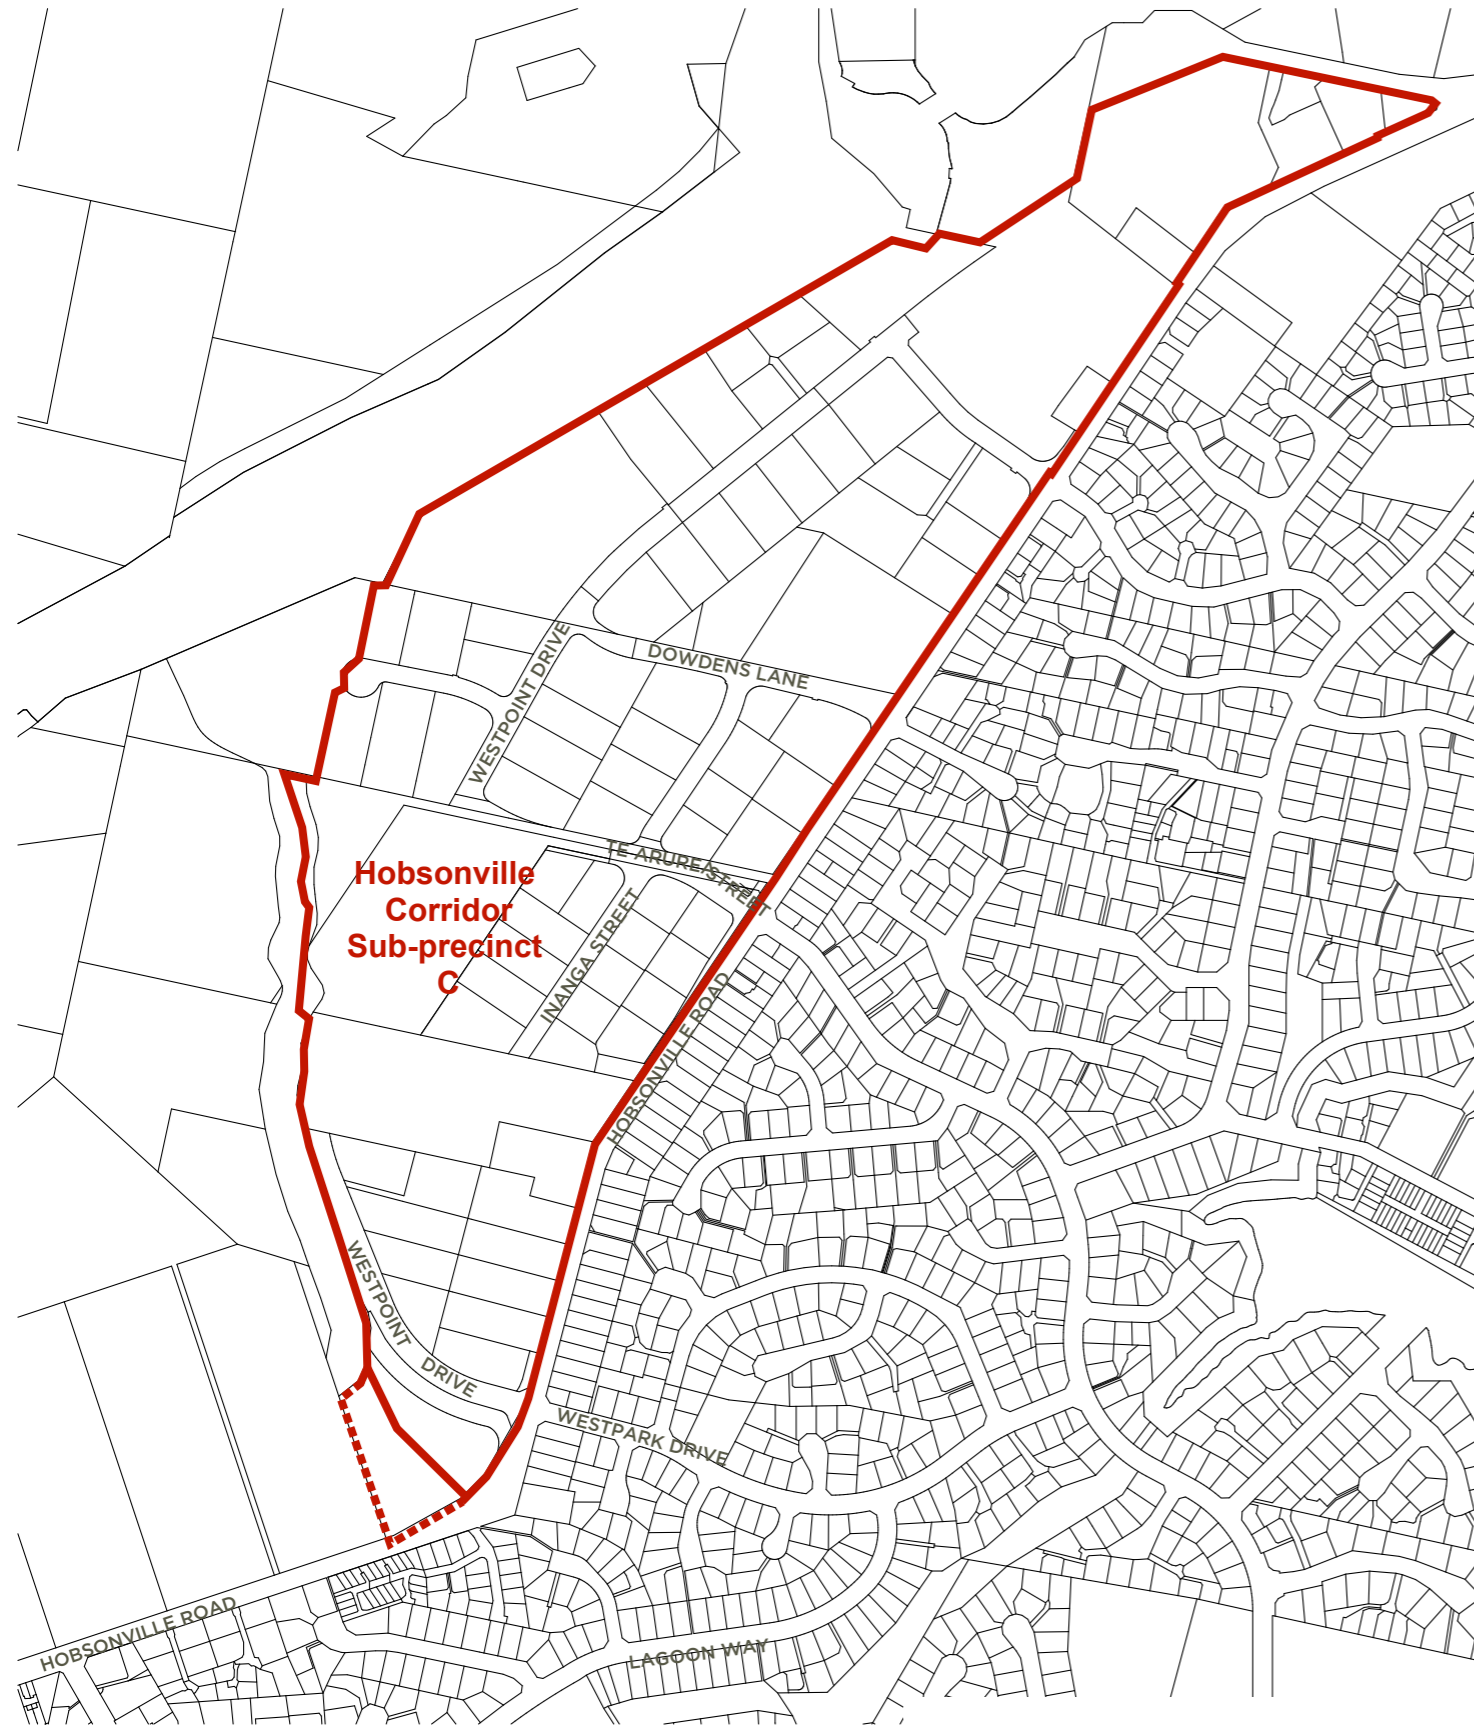 WESTPOINT DRIVE
DOWDENS LANE
TE ARUREA STREET
Hobsonville
Corridor
Sub-precinct
C
INANGA STREET
HOBSONVILLE ROAD
WESTPOINT DRIVE
WESTPARK DRIVE
HOBSONVILLE ROAD
LAGOON WAY